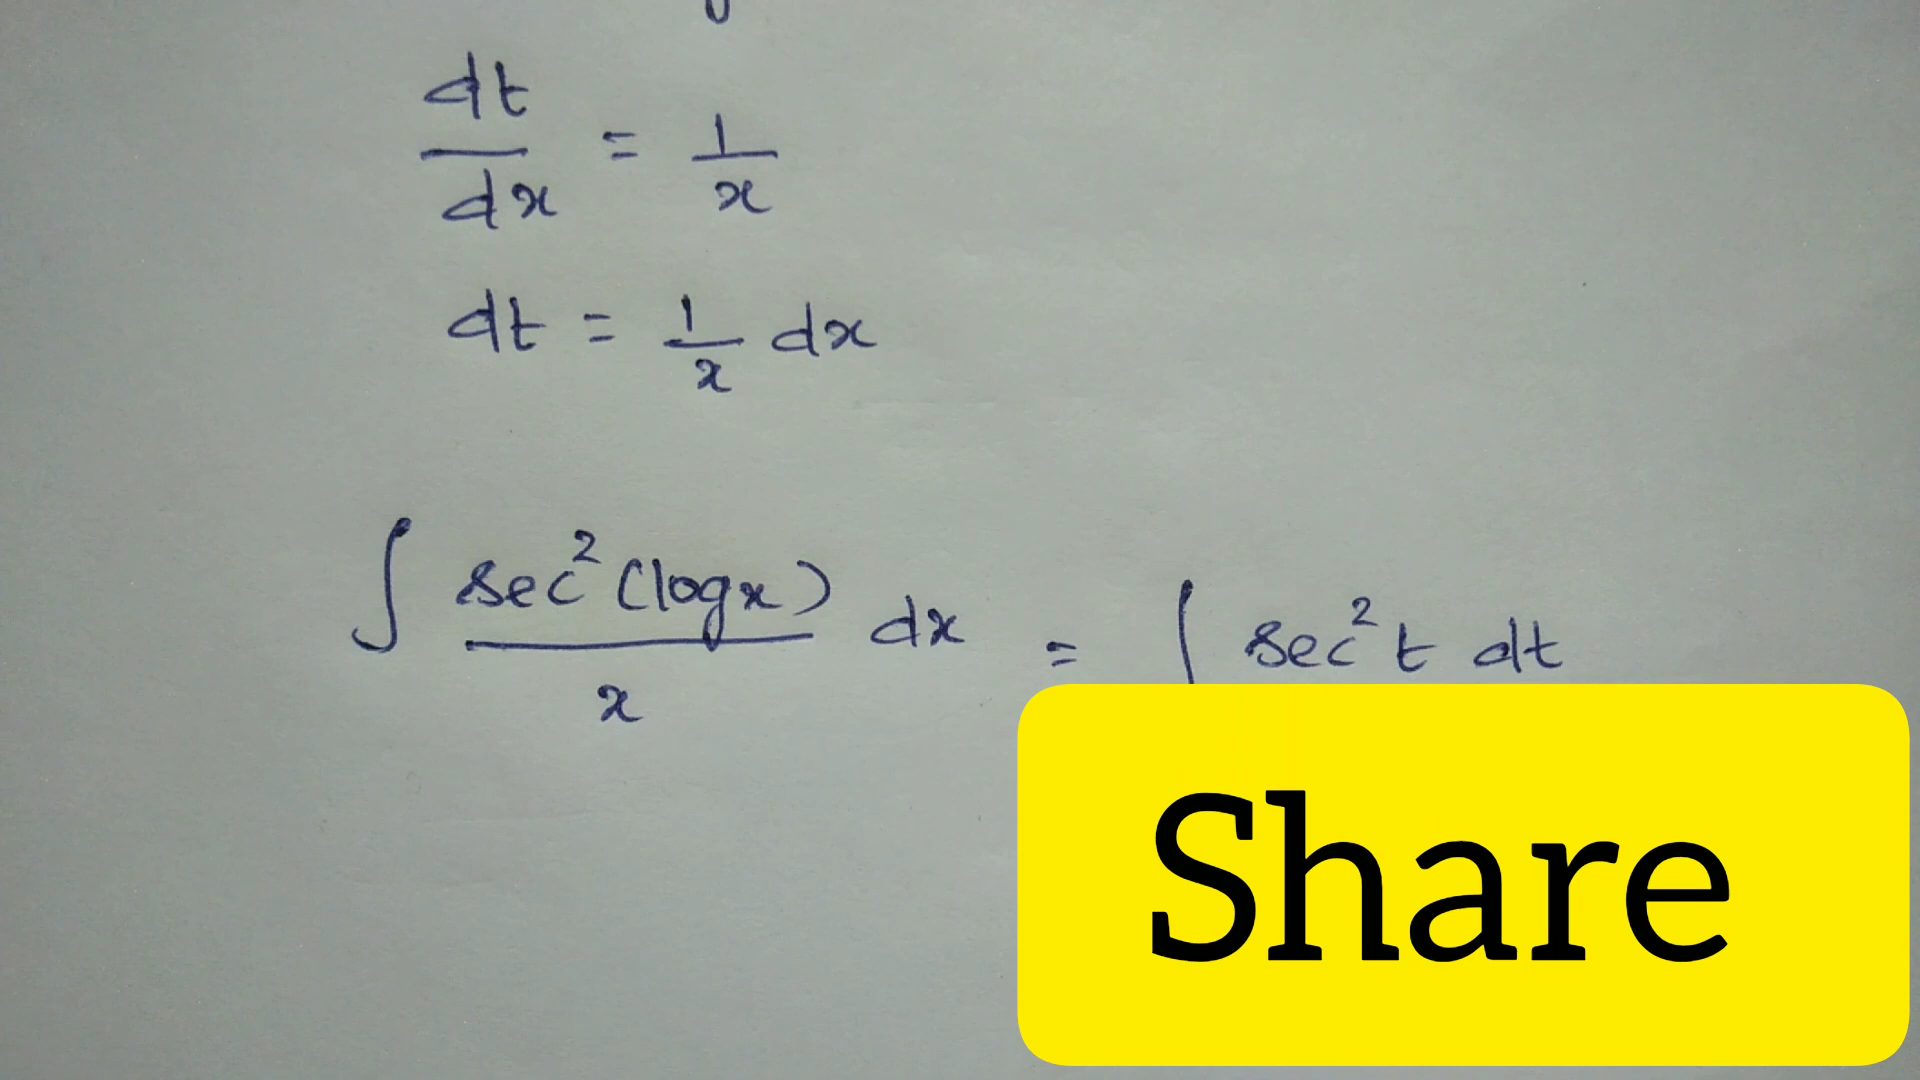 dt/dx = 1/x
dt = 1/x dx
∫ sec²(logx)/x dx = ∫ sec²t dt
Share